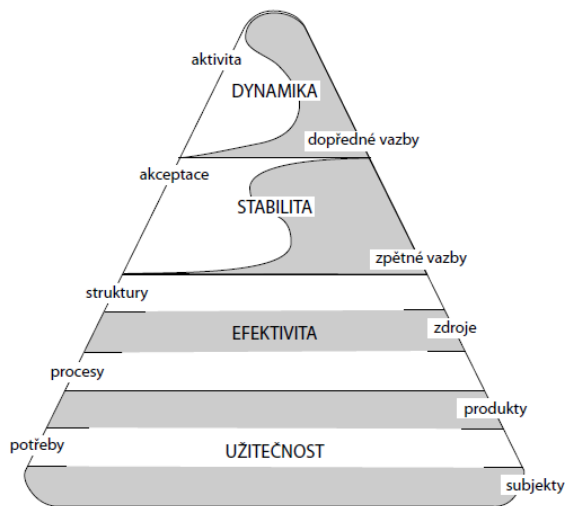 aktivita
DYNAMIKA
dopředné vazby
akceptace
STABILITA
zpětné vazby
struktury
EFEKTIVITA
zdroje
procesy
produkty
potřeby
UŽITEČNOST
subjekty